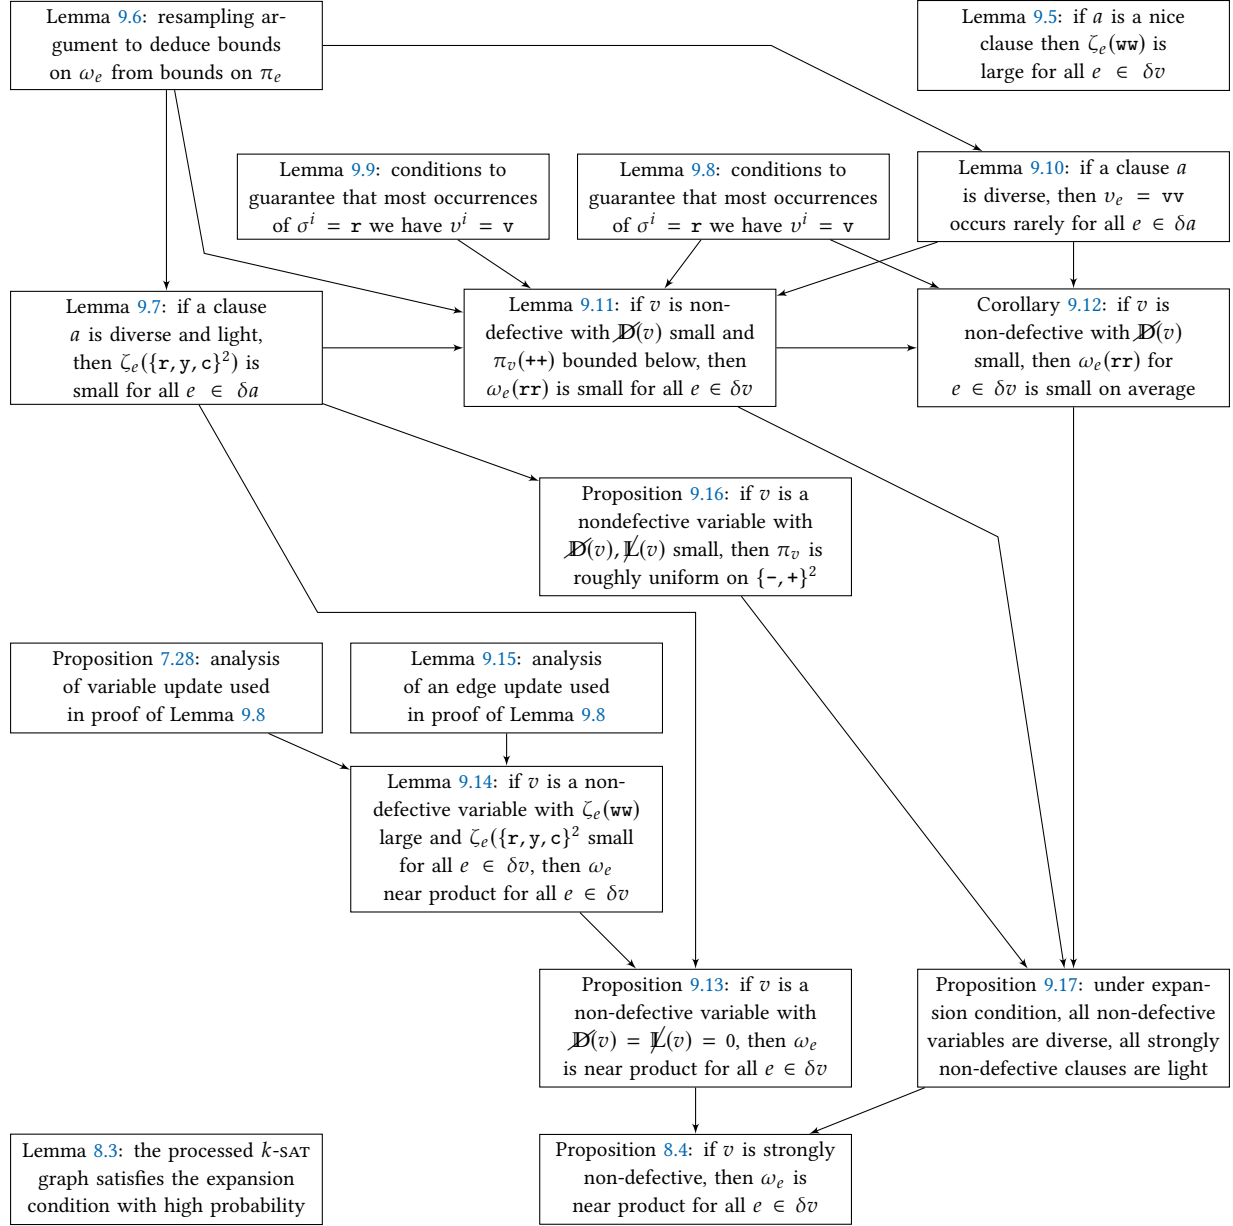 Lemma 9.6: resampling ar-
gument to deduce bounds
on ωₑ from bounds on πₑ
Lemma 9.5: if a is a nice
clause then ζₑ(ww) is
large for all e ∈ δv
Lemma 9.9: conditions to
guarantee that most occurrences
of σⁱ = r we have υⁱ = v
Lemma 9.8: conditions to
guarantee that most occurrences
of σⁱ = r we have υⁱ = v
Lemma 9.10: if a clause a
is diverse, then υₑ = vv
occurs rarely for all e ∈ δa
Lemma 9.7: if a clause
a is diverse and light,
then ζₑ({r,y,c}²) is
small for all e ∈ δa
Lemma 9.11: if v is non-
defective with D̸(v) small and
πᵥ(++) bounded below, then
ωₑ(rr) is small for all e ∈ δv
Corollary 9.12: if v is
non-defective with D̸(v)
small, then ωₑ(rr) for
e ∈ δv is small on average
Proposition 9.16: if v is a
nondefective variable with
D̸(v), L̸(v) small, then πᵥ is
roughly uniform on {-,+}²
Proposition 7.28: analysis
of variable update used
in proof of Lemma 9.8
Lemma 9.15: analysis
of an edge update used
in proof of Lemma 9.8
Lemma 9.14: if v is a non-
defective variable with ζₑ(ww)
large and ζₑ({r,y,c}² small
for all e ∈ δv, then ωₑ
near product for all e ∈ δv
Proposition 9.13: if v is a
non-defective variable with
D̸(v) = L̸(v) = 0, then ωₑ
is near product for all e ∈ δv
Proposition 9.17: under expan-
sion condition, all non-defective
variables are diverse, all strongly
non-defective clauses are light
Lemma 8.3: the processed k-SAT
graph satisfies the expansion
condition with high probability
Proposition 8.4: if v is strongly
non-defective, then ωₑ is
near product for all e ∈ δv